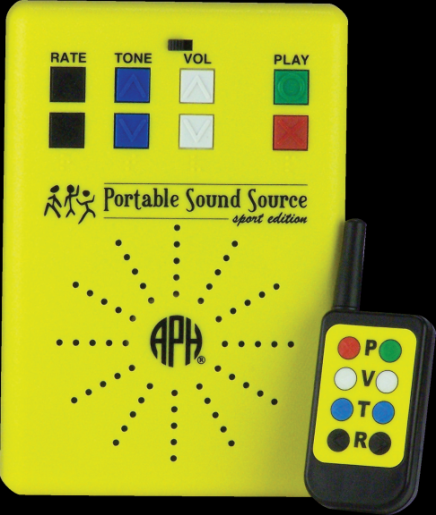 RATE TONE VOL PLAY
Portable Sound Source
sport edition
APH®
P
V
T
R